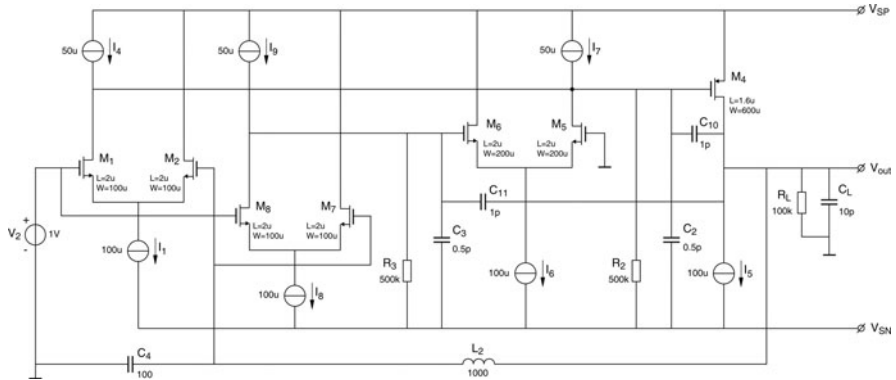 V_SP
50u I_4
50u I_9
50u I_7
M_4
L=1.6u
W=600u
M_6
L=2u
W=200u
M_5
L=2u
W=200u
C_10
1p
M_1
L=2u
W=100u
M_2
L=2u
W=100u
V_out
M_8
L=2u
W=100u
M_7
L=2u
W=100u
C_11
1p
R_L
100k
C_L
10p
V_2
+
1V
-
100u I_1
C_3
0.5p
C_2
0.5p
R_3
500k
100u I_6
R_2
500k
100u I_5
100u I_8
V_SN
C_4
100
L_2
1000